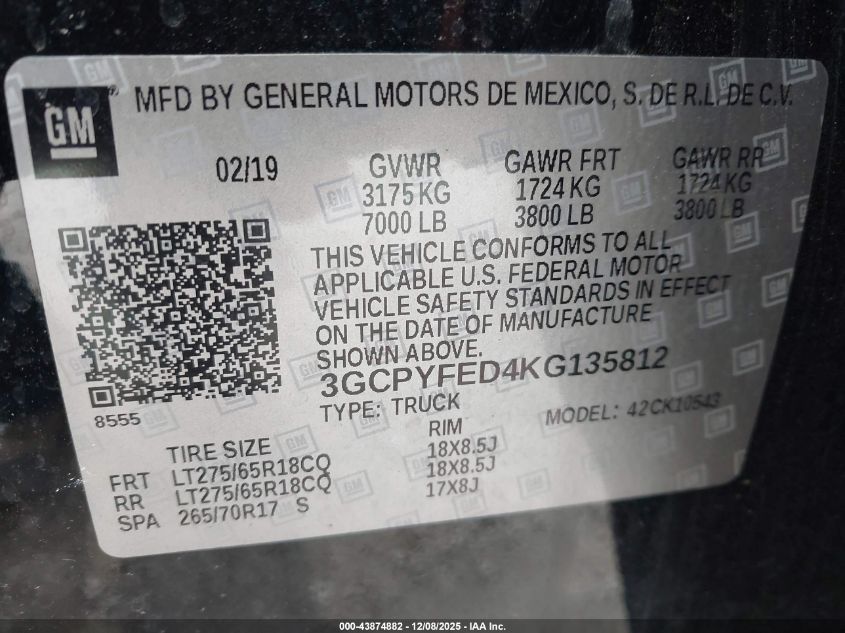 GM ® MFD BY GENERAL MOTORS DE MEXICO, S. DE R.L. DE C.V.
02/19 GVWR GAWR FRT GAWR RR
3175 KG 1724 KG 1724 KG
7000 LB 3800 LB 3800 LB
THIS VEHICLE CONFORMS TO ALL
APPLICABLE U.S. FEDERAL MOTOR
VEHICLE SAFETY STANDARDS IN EFFECT
ON THE DATE OF MANUFACTURE
SHOWN ABOVE.
3GCPYFED4KG135812
8555 TYPE: TRUCK MODEL: 42CK10543
TIRE SIZE RIM
FRT LT275/65R18CQ 18X8.5J
RR LT275/65R18CQ 18X8.5J
SPA 265/70R17 S 17X8J
000-43874882 - 12/08/2025 - IAA Inc.